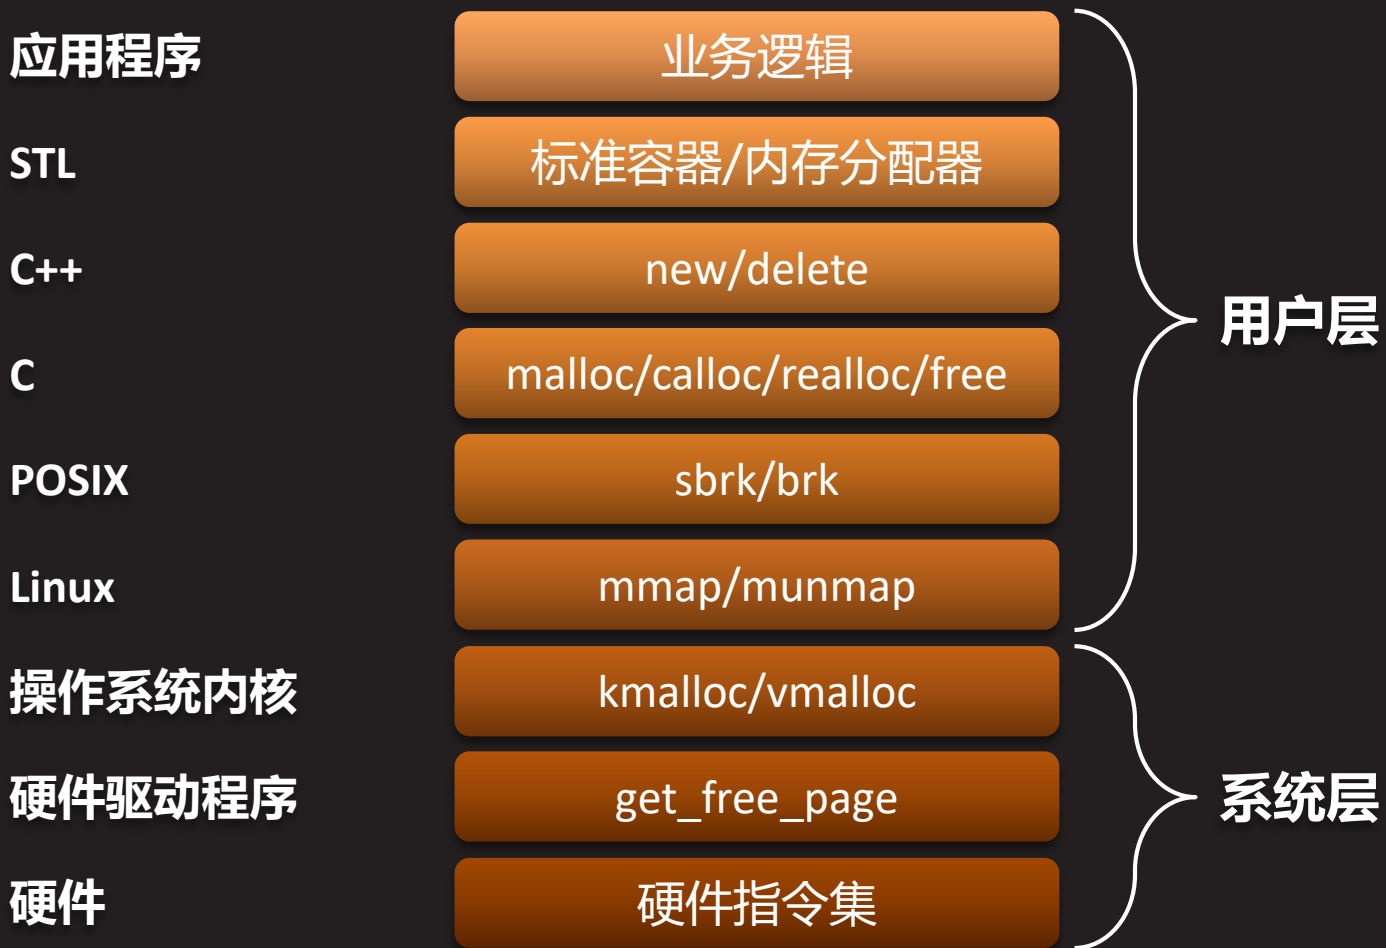 应用程序
业务逻辑
STL
标准容器/内存分配器
C++
new/delete
C
malloc/calloc/realloc/free
用户层
POSIX
sbrk/brk
Linux
mmap/munmap
操作系统内核
kmalloc/vmalloc
硬件驱动程序
get_free_page
系统层
硬件
硬件指令集